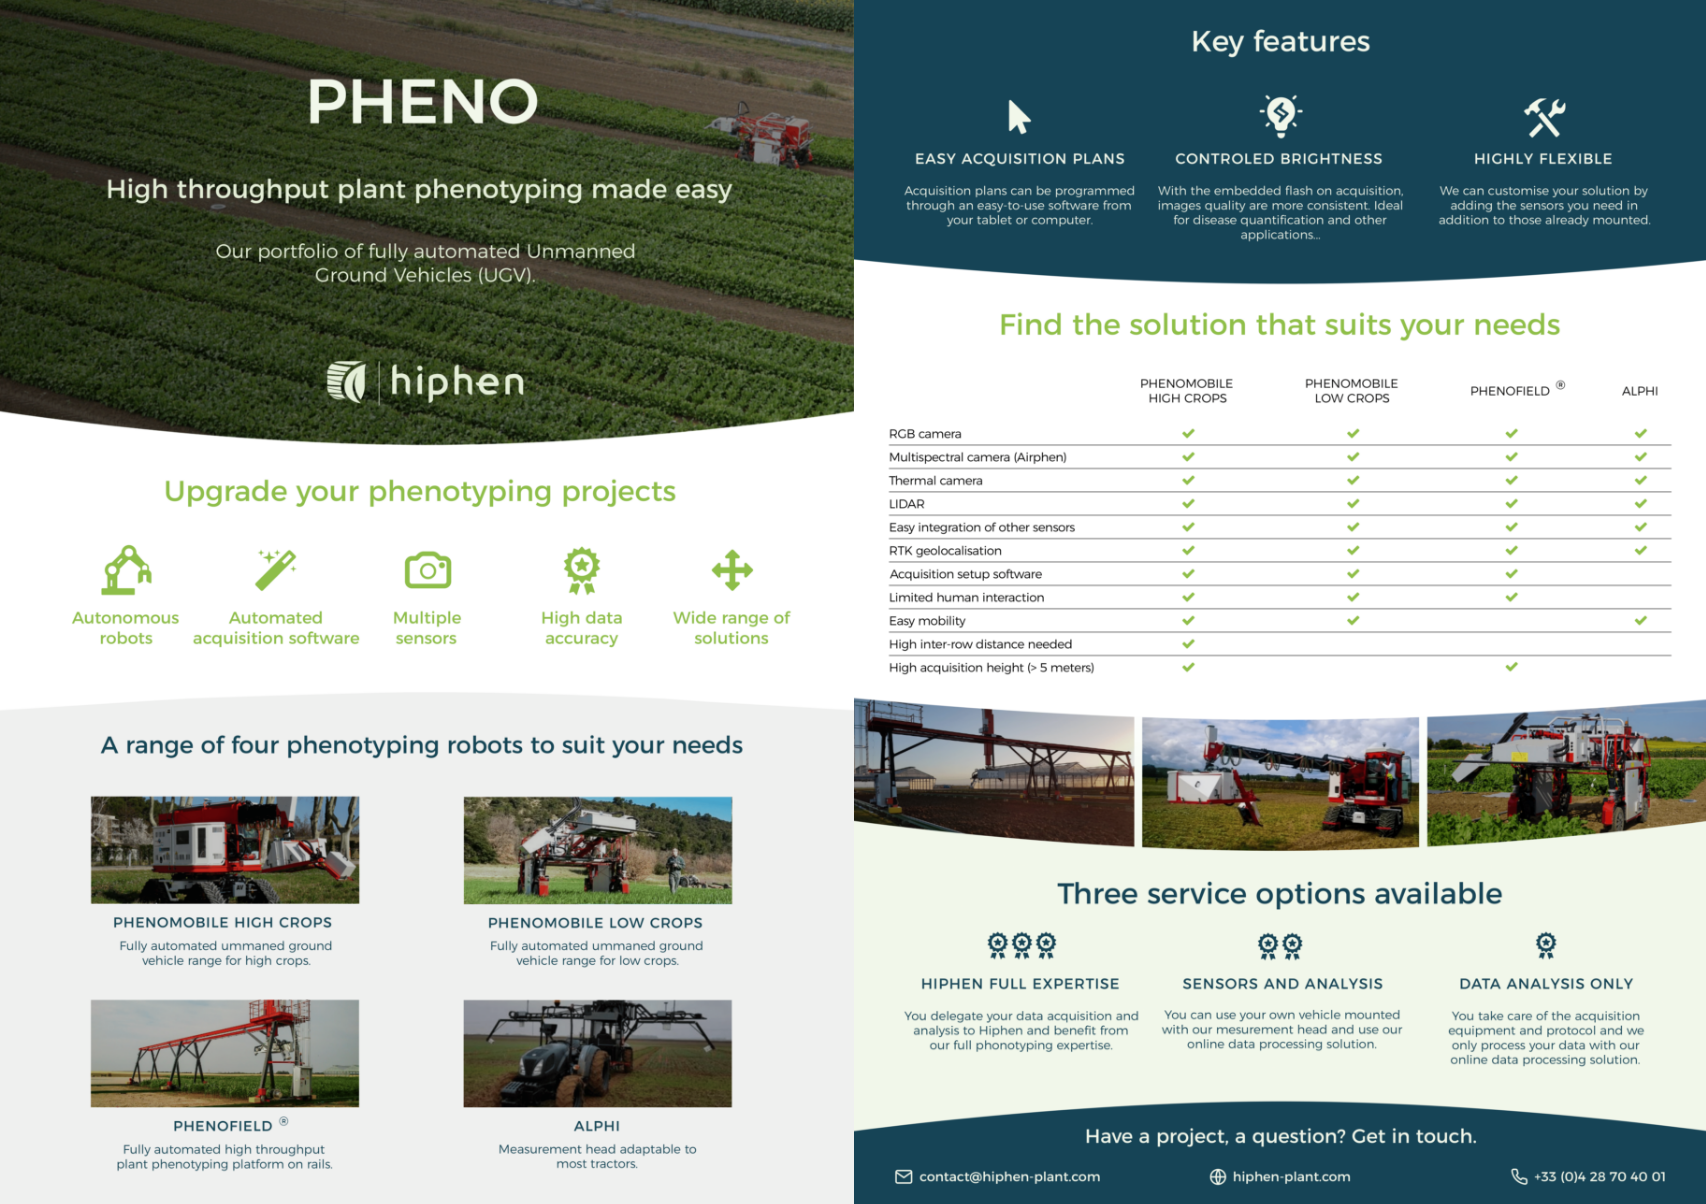 PHENO
High throughput plant phenotyping made easy
Our portfolio of fully automated Unmanned
Ground Vehicles (UGV).
hiphen
Upgrade your phenotyping projects
Autonomous
robots
Automated
acquisition software
Multiple
sensors
High data
accuracy
Wide range of
solutions
A range of four phenotyping robots to suit your needs
PHENOMOBILE HIGH CROPS
Fully automated ummaned ground
vehicle range for high crops.
PHENOMOBILE LOW CROPS
Fully automated ummaned ground
vehicle range for low crops.
PHENOFIELD ®
Fully automated high throughput
plant phenotyping platform on rails.
ALPHI
Measurement head adaptable to
most tractors.
Key features
EASY ACQUISITION PLANS
Acquisition plans can be programmed
through an easy-to-use software from
your tablet or computer.
CONTROLED BRIGHTNESS
With the embedded flash on acquisition,
images quality are more consistent. Ideal
for disease quantification and other
applications...
HIGHLY FLEXIBLE
We can customise your solution by
adding the sensors you need in
addition to those already mounted.
Find the solution that suits your needs
PHENOMOBILE
HIGH CROPS
PHENOMOBILE
LOW CROPS
PHENOFIELD ®
ALPHI
RGB camera
Multispectral camera (Airphen)
Thermal camera
LIDAR
Easy integration of other sensors
RTK geolocalisation
Acquisition setup software
Limited human interaction
Easy mobility
High inter-row distance needed
High acquisition height (> 5 meters)
Three service options available
HIPHEN FULL EXPERTISE
You delegate your data acquisition and
analysis to Hiphen and benefit from
our full phonotyping expertise.
SENSORS AND ANALYSIS
You can use your own vehicle mounted
with our mesurement head and use our
online data processing solution.
DATA ANALYSIS ONLY
You take care of the acquisition
equipment and protocol and we
only process your data with our
online data processing solution.
Have a project, a question? Get in touch.
contact@hiphen-plant.com
hiphen-plant.com
+33 (0)4 28 70 40 01